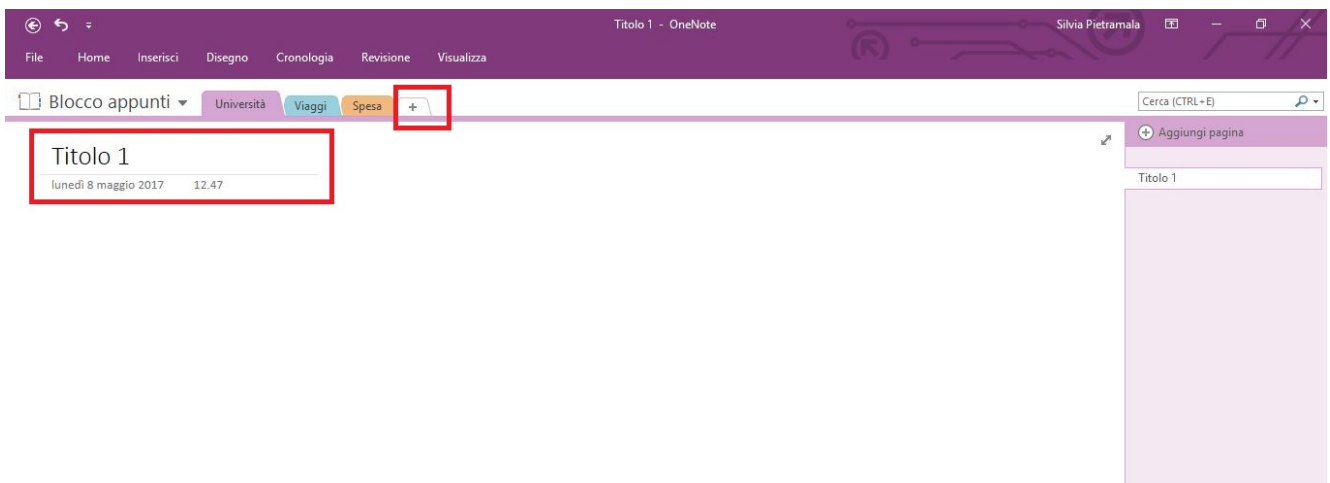 Titolo 1 - OneNote
Silvia Pietramala
File Home Inserisci Disegno Cronologia Revisione Visualizza
Blocco appunti Università Viaggi Spesa +
Cerca (CTRL+E)
Aggiungi pagina
Titolo 1
lunedì 8 maggio 2017 12.47
Titolo 1